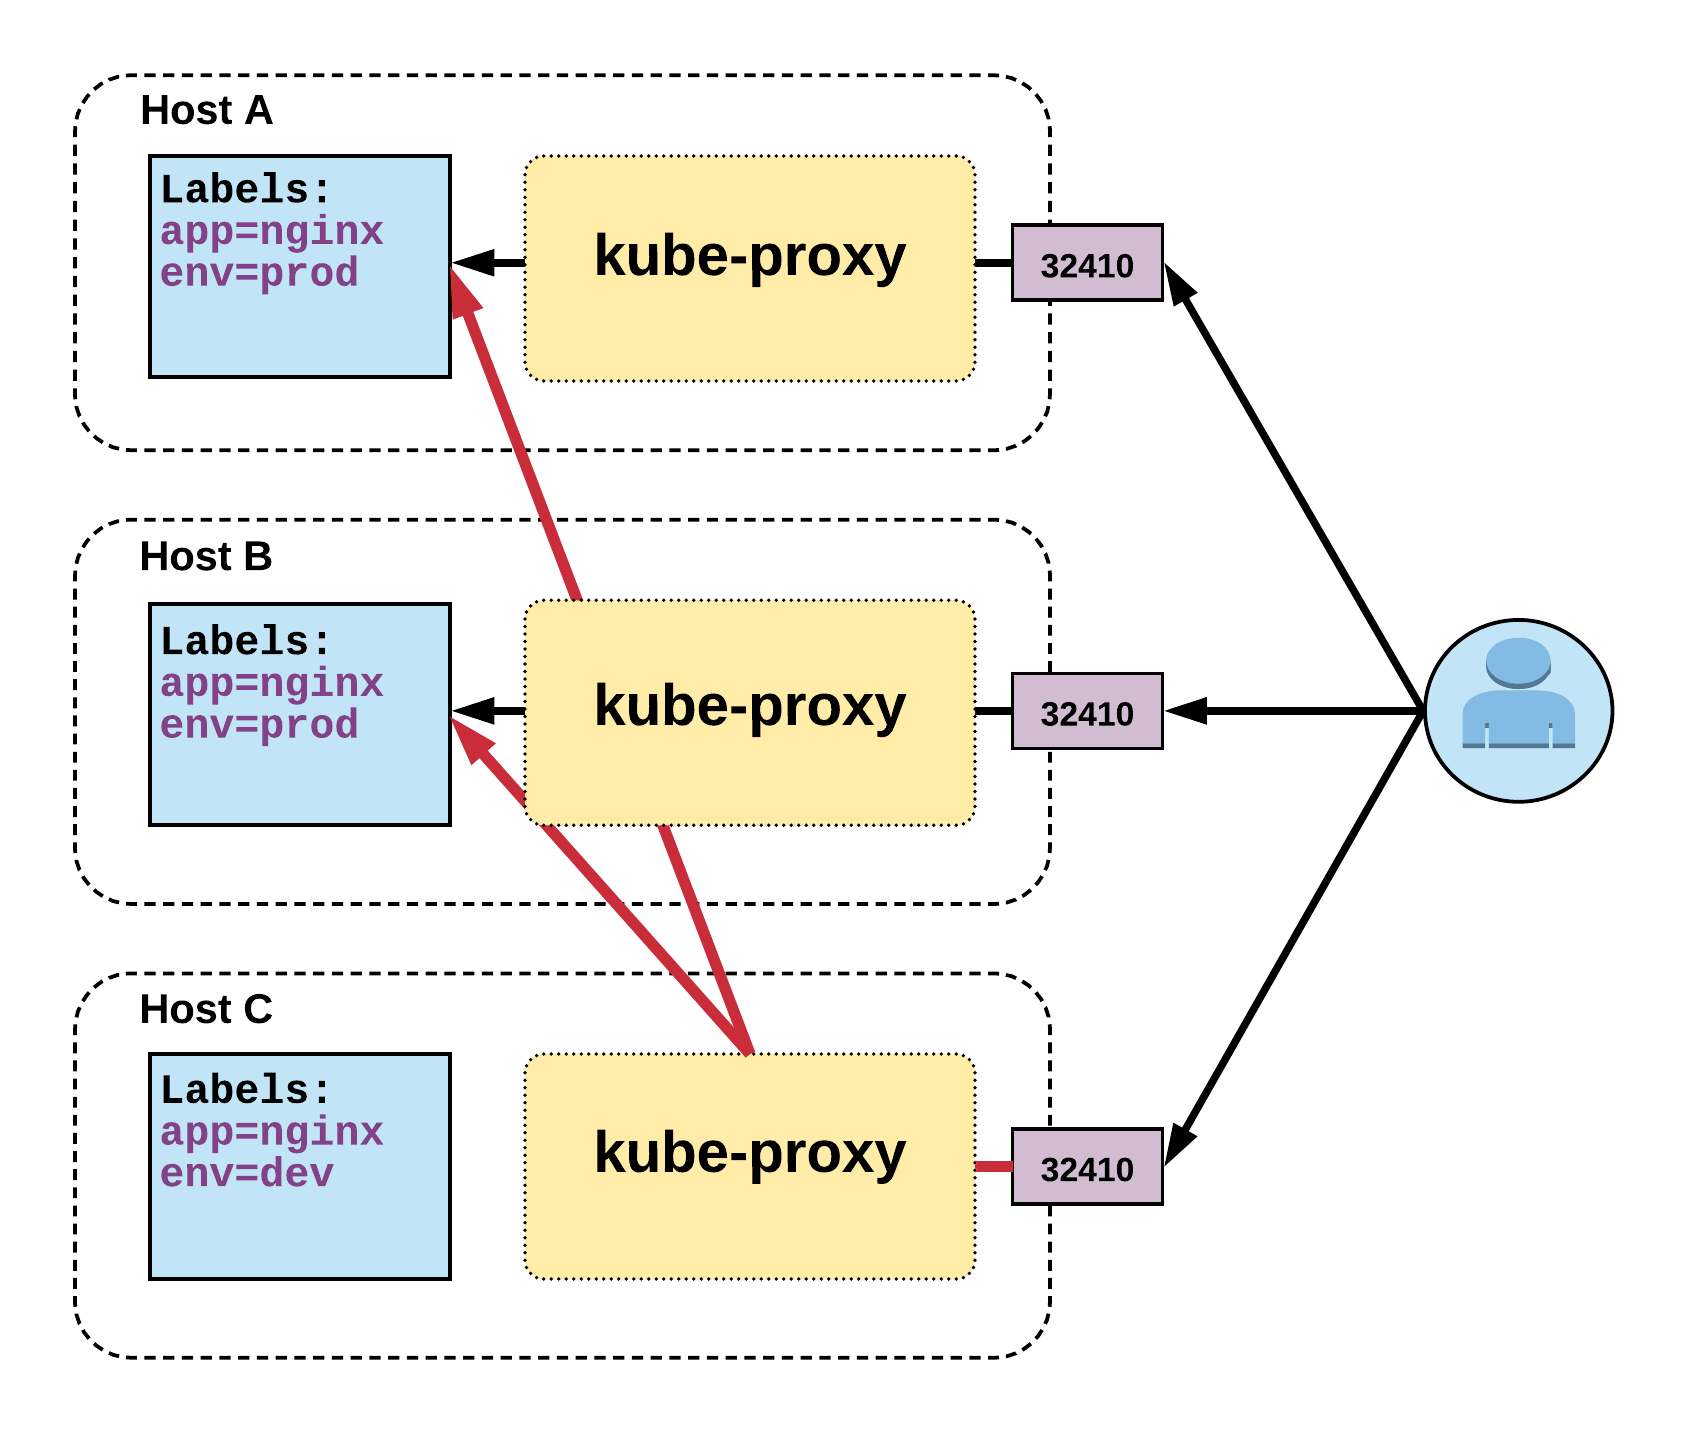 Host A
Labels:
app=nginx
env=prod
kube-proxy
32410
Host B
Labels:
app=nginx
env=prod
kube-proxy
32410
Host C
Labels:
app=nginx
env=dev
kube-proxy
32410